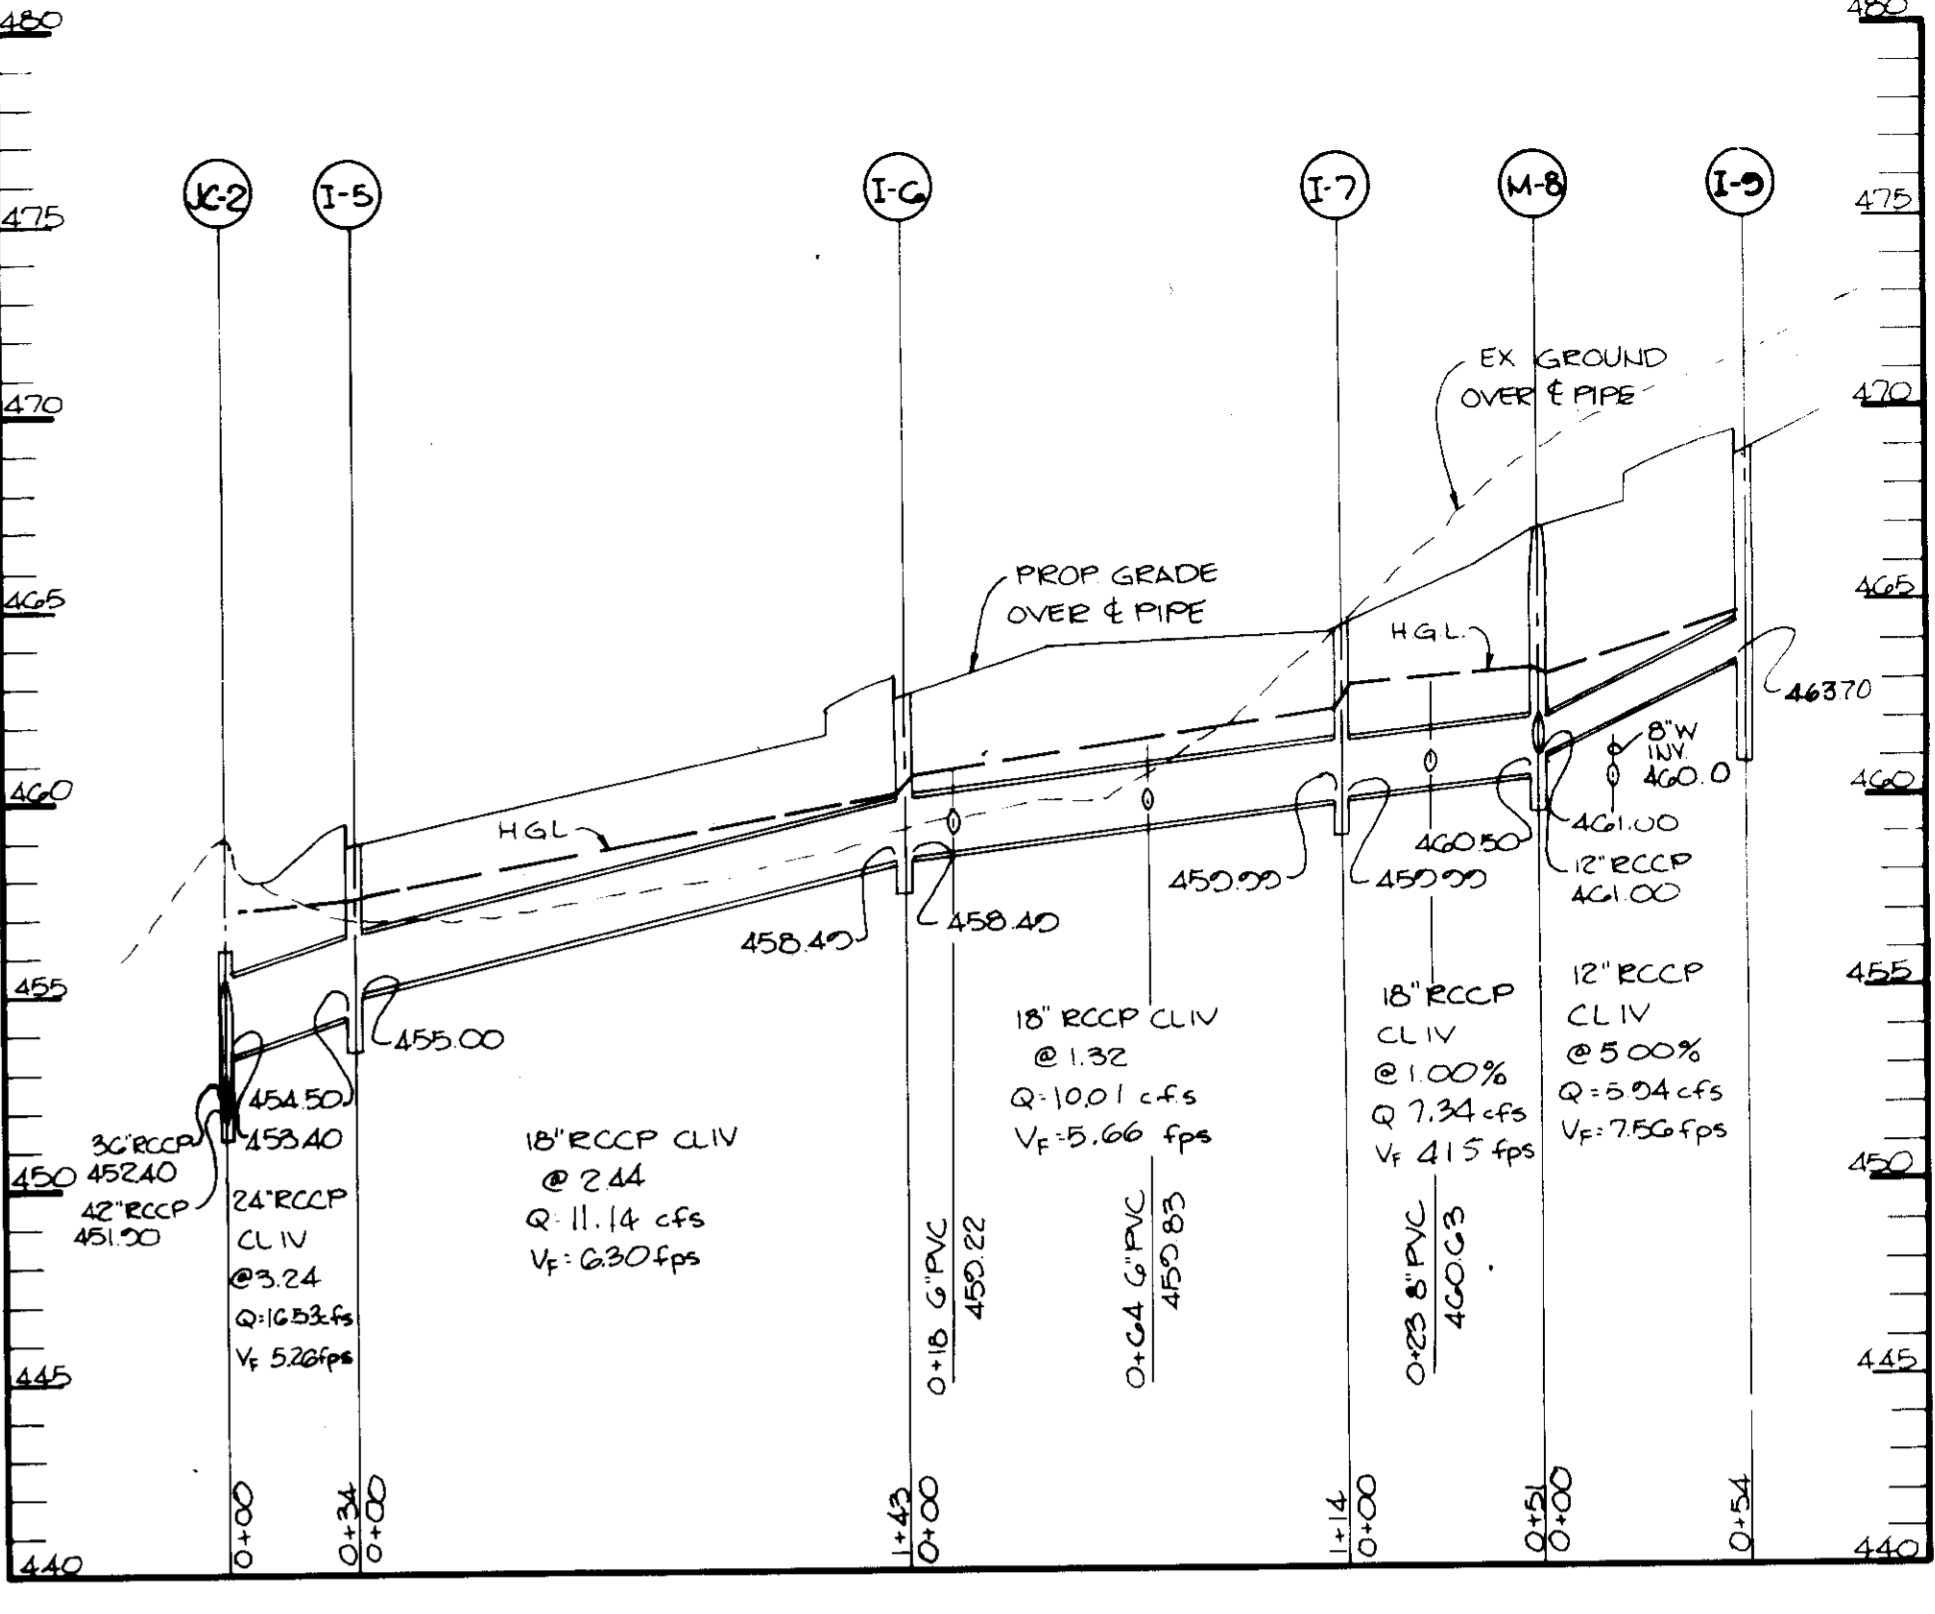 480
480
JC-2
I-5
I-6
I-7
M-8
I-9
475
475
EX GROUND
OVER ℄ PIPE
470
470
PROP. GRADE
OVER ℄ PIPE
465
465
H.G.L.
463.70
8"W
INV.
460.0
460
460
H.G.L.
461.00
460.50
12"RCCP
461.00
459.99
459.99
458.49
458.49
455
455
455.00
454.50
453.40
36"RCCP
452.40
42"RCCP
451.90
450
450
24"RCCP
CL IV
@3.24
Q=16.53cfs
VF 5.26fps
18"RCCP CL IV
@ 2.44
Q=11.14 cfs
VF=6.30fps
18" RCCP CL IV
@ 1.32
Q=10.01 c.f.s
VF=5.66 fps
18"RCCP
CL IV
@1.00%
Q 7.34 cfs
VF 4.15 fps
12"RCCP
CL IV
@ 5.00%
Q=5.94 cfs
VF=7.56 fps
0+18 6"PVC
459.22
0+64 6"PVC
459.83
0+23 8"PVC
460.63
445
445
0+00
0+34
0+00
1+43
0+00
1+14
0+00
0+51
0+00
0+54
440
440